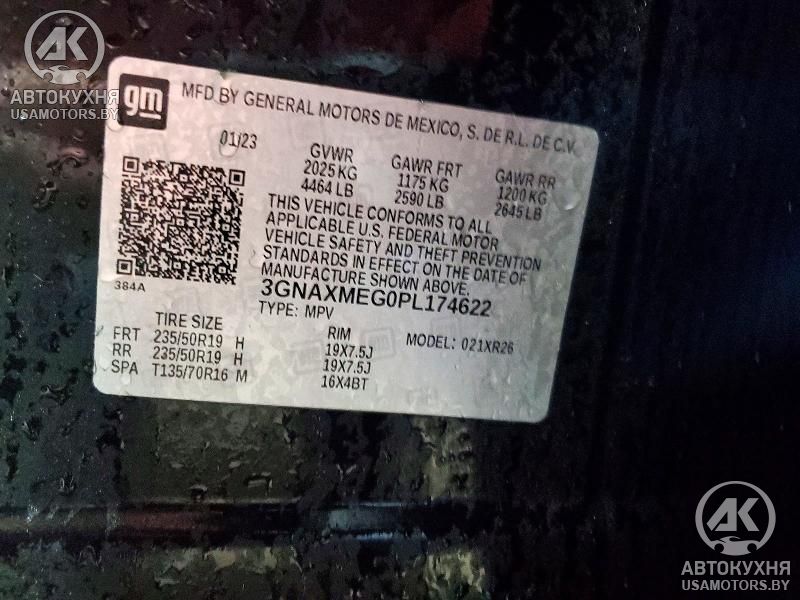 АК
АВТОКУХНЯ
USAMOTORS.BY
gm
MFD BY GENERAL MOTORS DE MEXICO, S. DE R.L. DE C.V.
01/23
GVWR GAWR FRT GAWR RR
2025 KG 1175 KG 1200 KG
4464 LB 2590 LB 2645 LB
THIS VEHICLE CONFORMS TO ALL
APPLICABLE U.S. FEDERAL MOTOR
VEHICLE SAFETY AND THEFT PREVENTION
STANDARDS IN EFFECT ON THE DATE OF
MANUFACTURE SHOWN ABOVE.
384A
3GNAXMEG0PL174622
TYPE: MPV
MODEL: 021XR26
TIRE SIZE RIM
FRT 235/50R19 H 19X7.5J
RR 235/50R19 H 19X7.5J
SPA T135/70R16 M 16X4BT
АК
АВТОКУХНЯ
USAMOTORS.BY